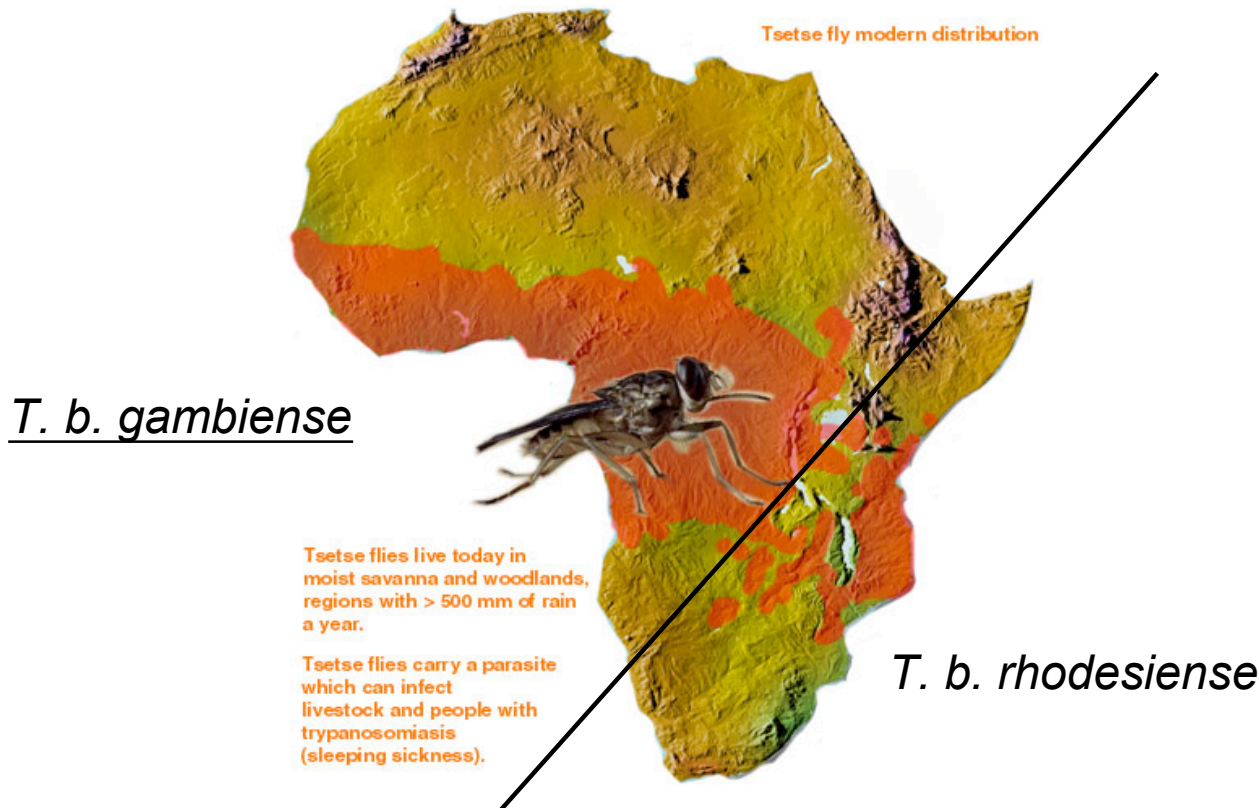 Tsetse fly modern distribution
T. b. gambiense
Tsetse flies live today in
moist savanna and woodlands,
regions with > 500 mm of rain
a year.
Tsetse flies carry a parasite
which can infect
livestock and people with
trypanosomiasis
(sleeping sickness).
T. b. rhodesiense